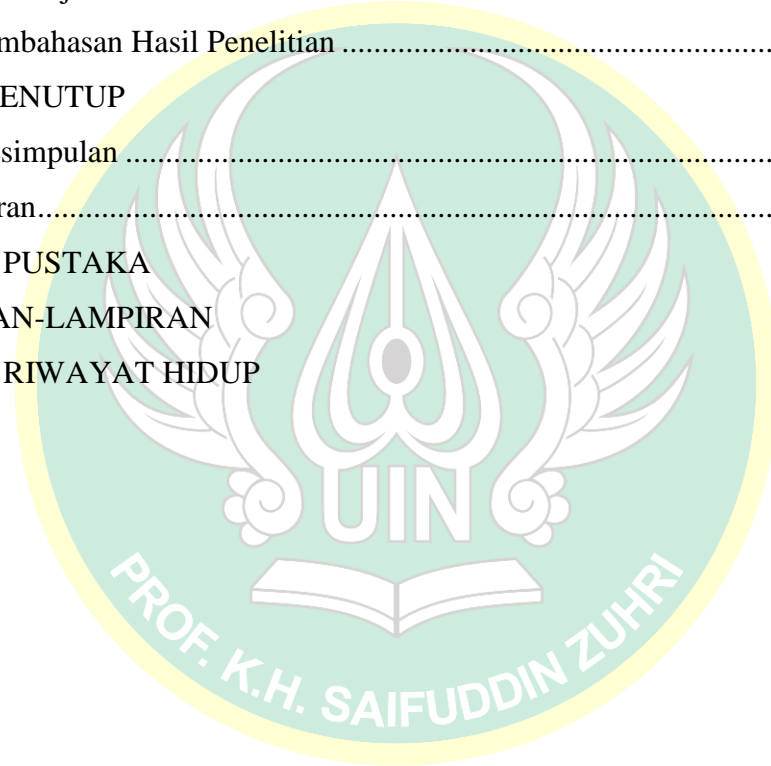 mbahasan Hasil Penelitian ........................................................
ENUTUP
simpulan ...........................................................................................
ran.........................................................................................................
PUSTAKA
AN-LAMPIRAN
RIWAYAT HIDUP
UIN
PROF. K.H. SAIFUDDIN ZUHRI